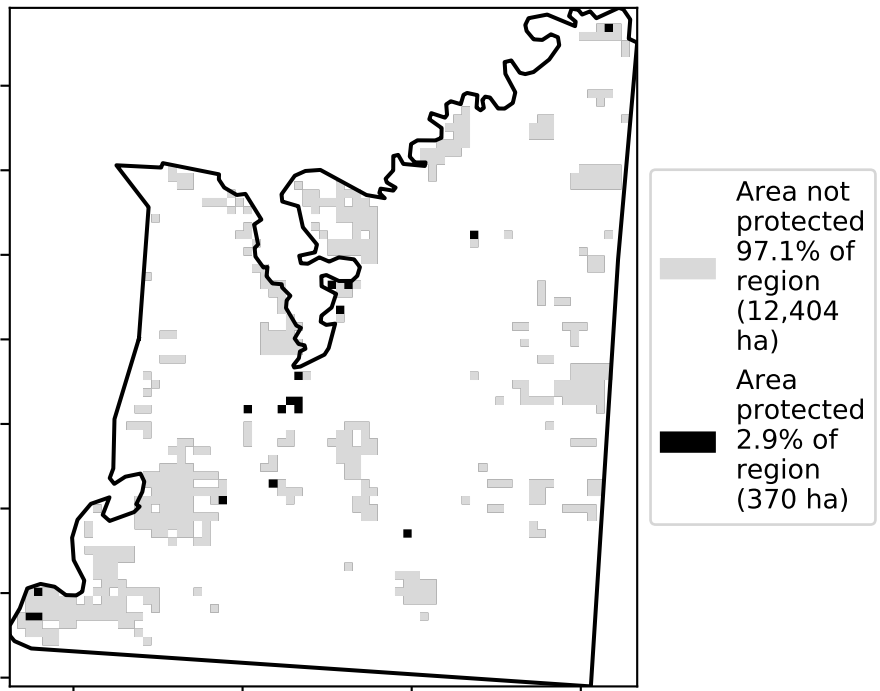 Area not
protected
97.1% of
region
(12,404
ha)
Area
protected
2.9% of
region
(370 ha)